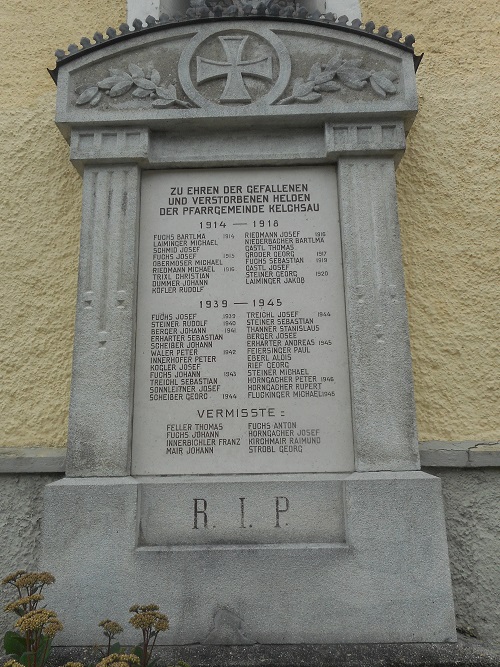 ZU EHREN DER GEFALLENEN
UND VERSTORBENEN HELDEN
DER PFARRGEMEINDE KELCHSAU
1914 – 1918
FUCHS BARTLMÄ 1914
LAIMINGER MICHAEL
SCHMID JOSEF
FUCHS JOSEF 1915
OBERMOSER MICHAEL
RIEDMANN MICHAEL 1916
TRIXL CHRISTIAN
DUMMER JOHANN
KÖFLER RUDOLF
RIEDMANN JOSEF 1916
NIEDERBACHER BARTLMÄ
GASTL THOMAS
GRODER GEORG 1917
FUCHS SEBASTIAN 1919
GASTL JOSEF
STEINER GEORG 1920
LAIMINGER JAKOB
1939 – 1945
FUCHS JOSEF 1939
STEINER RUDOLF 1940
BERGER JOHANN 1941
ERHARTER SEBASTIAN
SCHEIBER JOHANN
WALER PETER 1942
INNERHOFER PETER
KOGLER JOSEF
FUCHS JOHANN 1943
TREICHL SEBASTIAN
SONNLEITNER JOSEF
SCHEIBER GEORG 1944
TREICHL JOSEF 1944
STEINER SEBASTIAN
THANNER STANISLAUS
BERGER JOSEF
ERHARTER ANDREAS 1945
FEIERSINGER PAUL
EBERL ALOIS
RIEF GEORG
STEINER MICHAEL
HORNGACHER PETER 1946
HORNGACHER RUPERT
FLUCKINGER MICHAEL 1948
VERMISSTE :
FELLER THOMAS
FUCHS JOHANN
INNERBICHLER FRANZ
MAIR JOHANN
FUCHS ANTON
HORNGACHER JOSEF
KIRCHMAIR RAIMUND
STROBL GEORG
R. I. P.